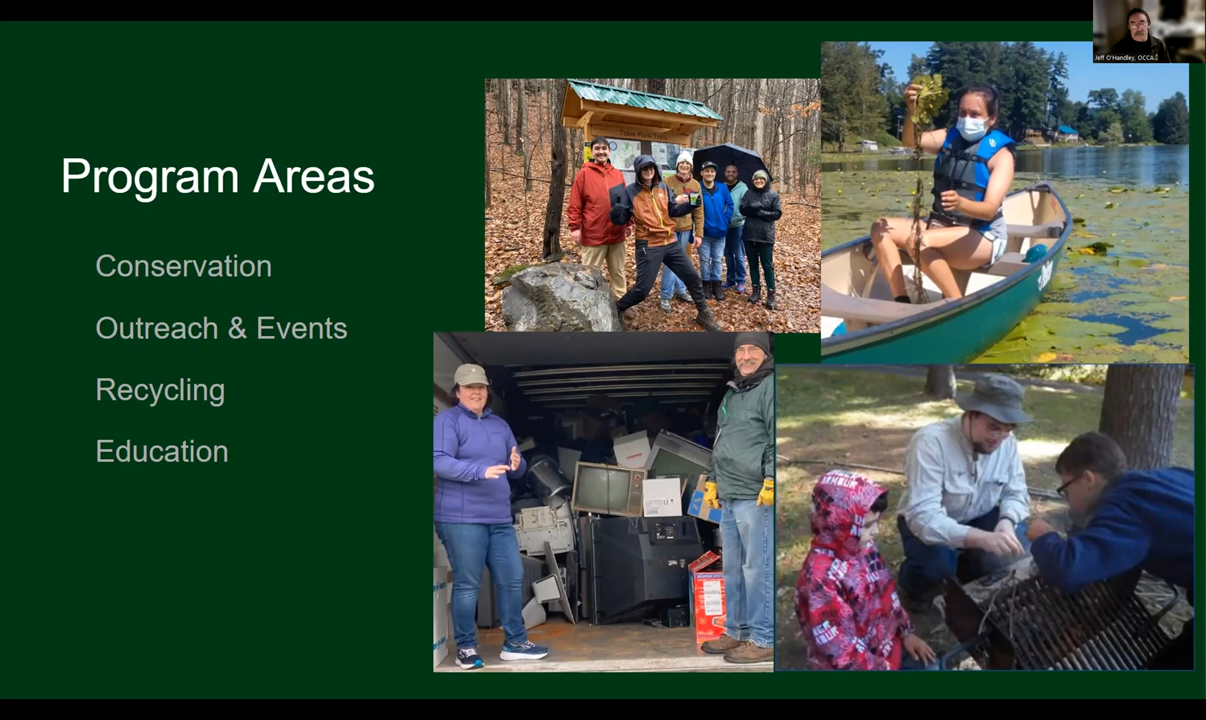 Jeff O'Handley, OCCA
Program Areas
Conservation
Outreach & Events
Recycling
Education